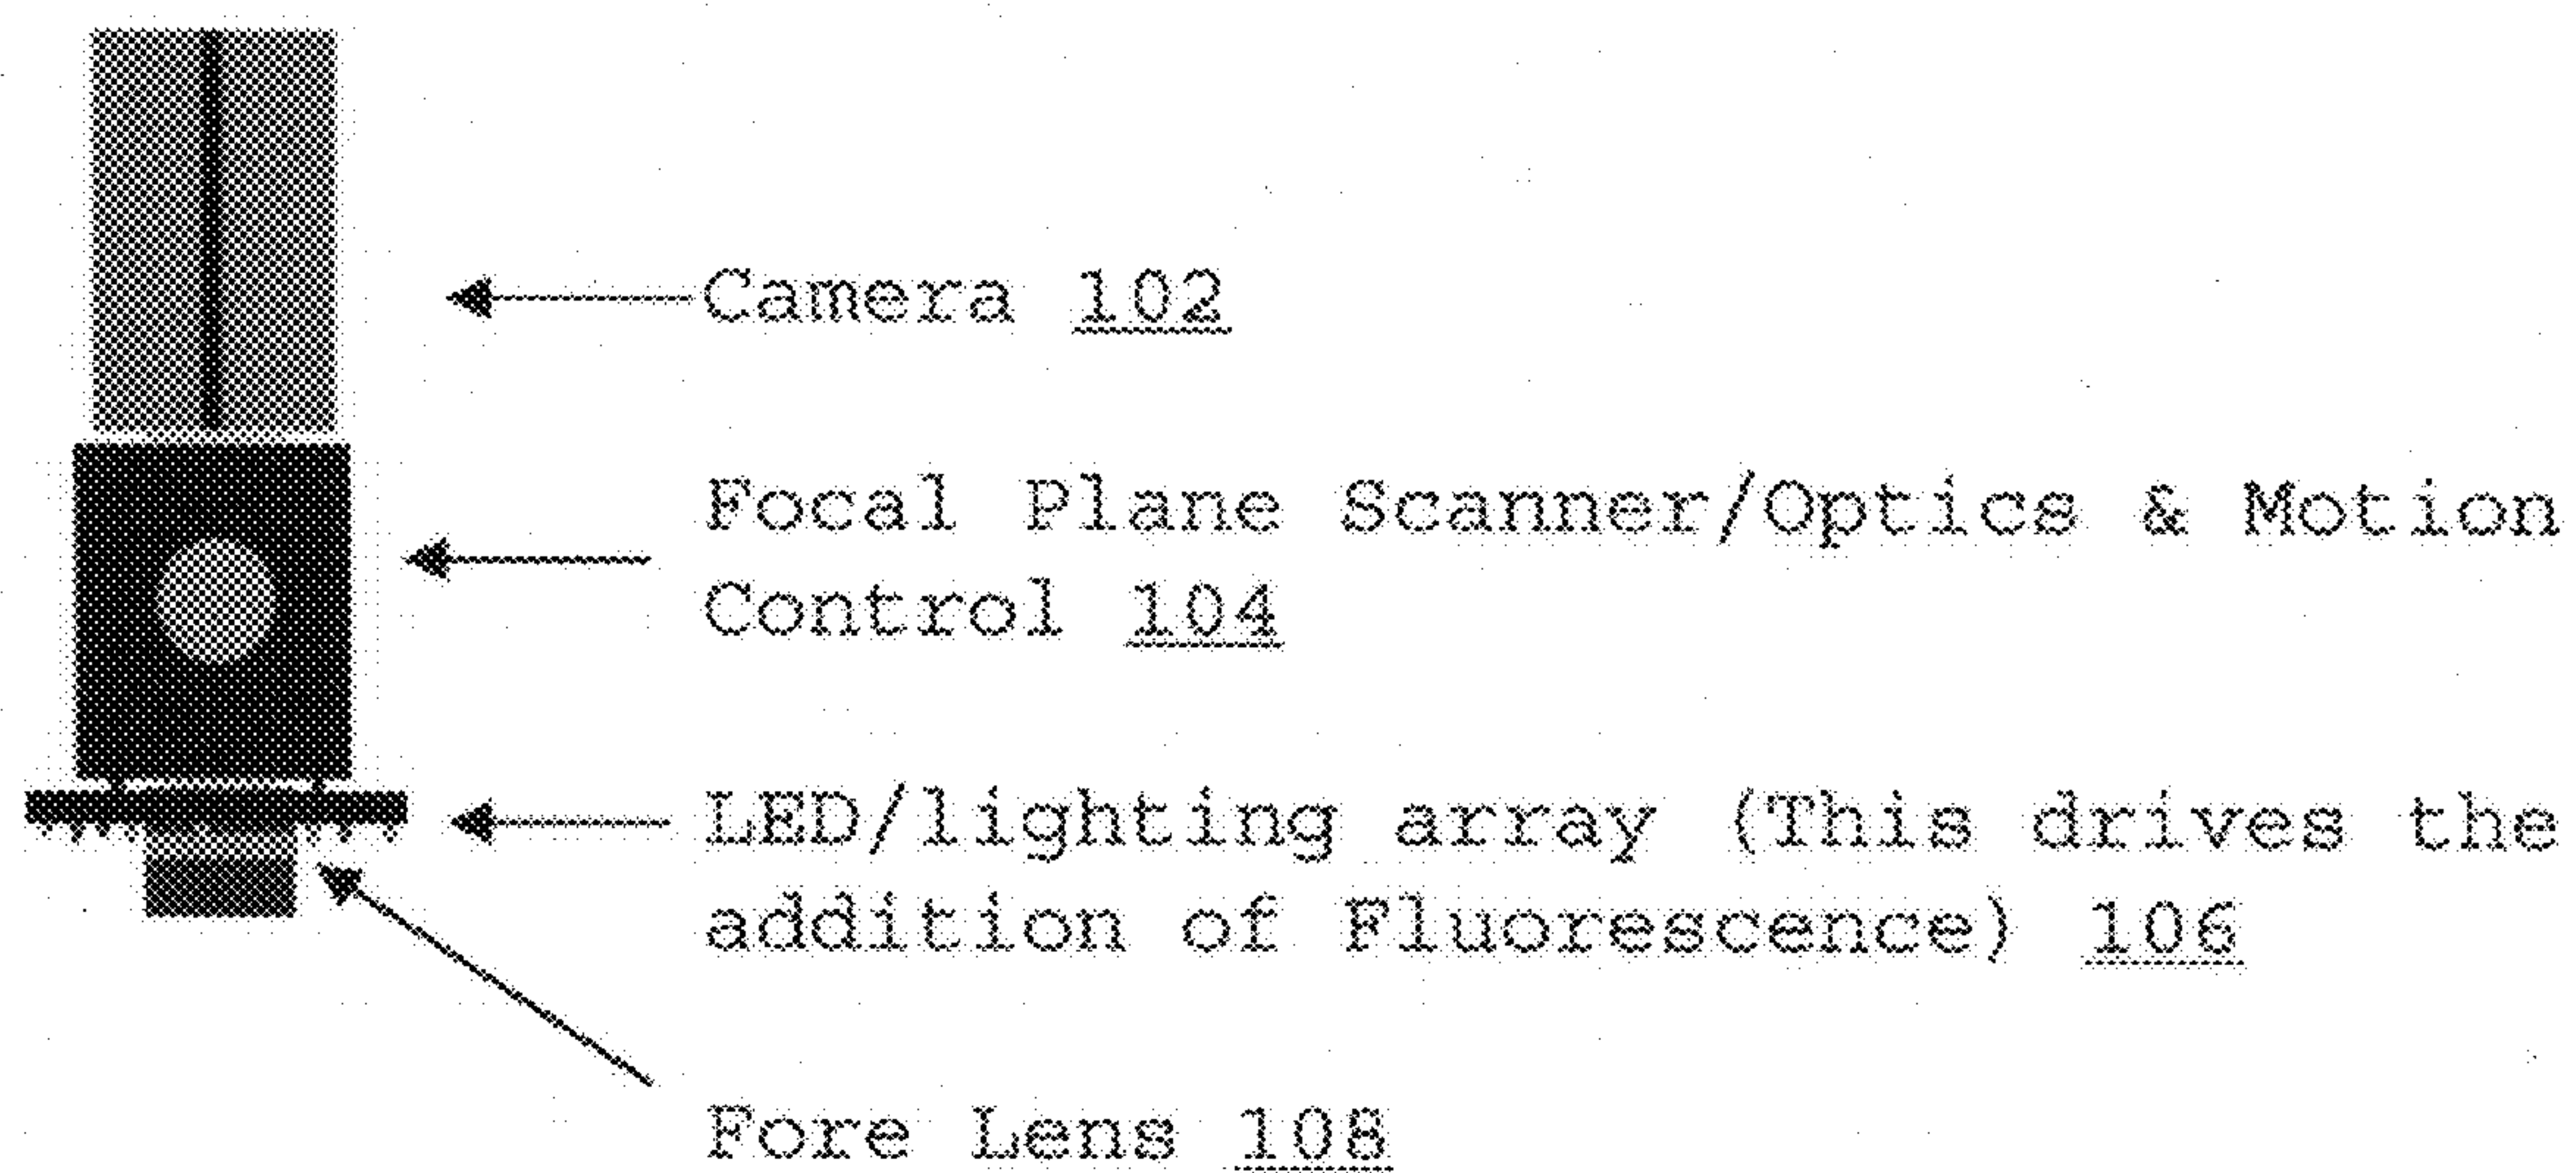 Camera 102
Focal Plane Scanner/Optics & Motion
Control 104
LED/lighting array (This drives the
addition of Fluorescence) 106
Fore Lens 108